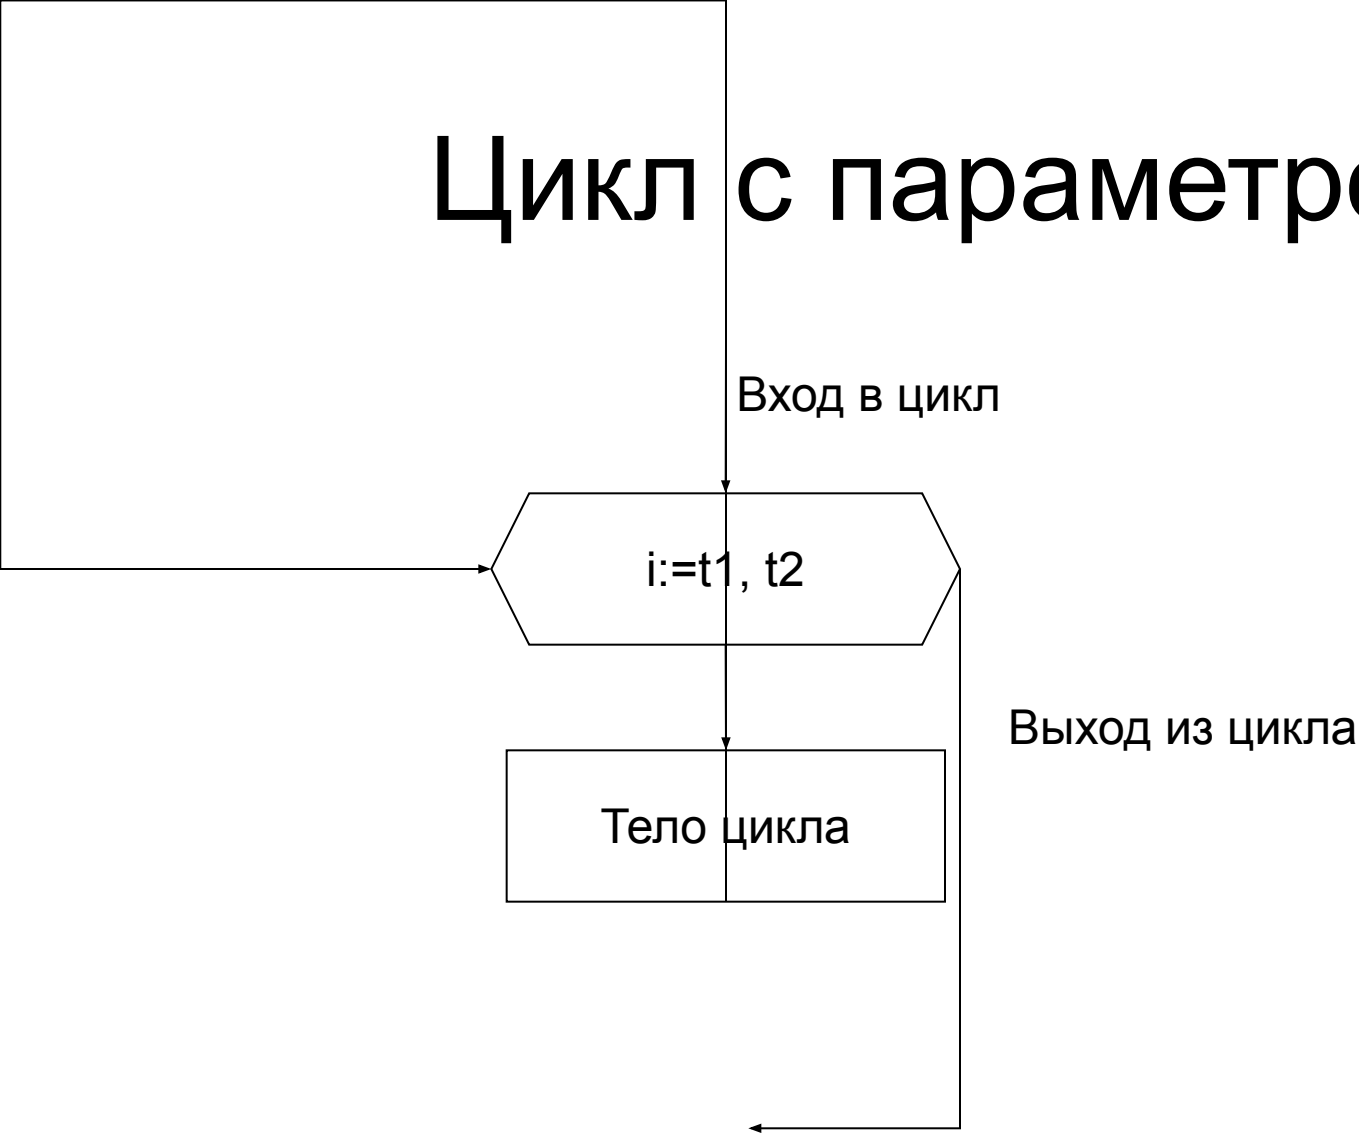 Цикл с параметро
Вход в цикл
i:=t1, t2
Выход из цикла
Тело цикла